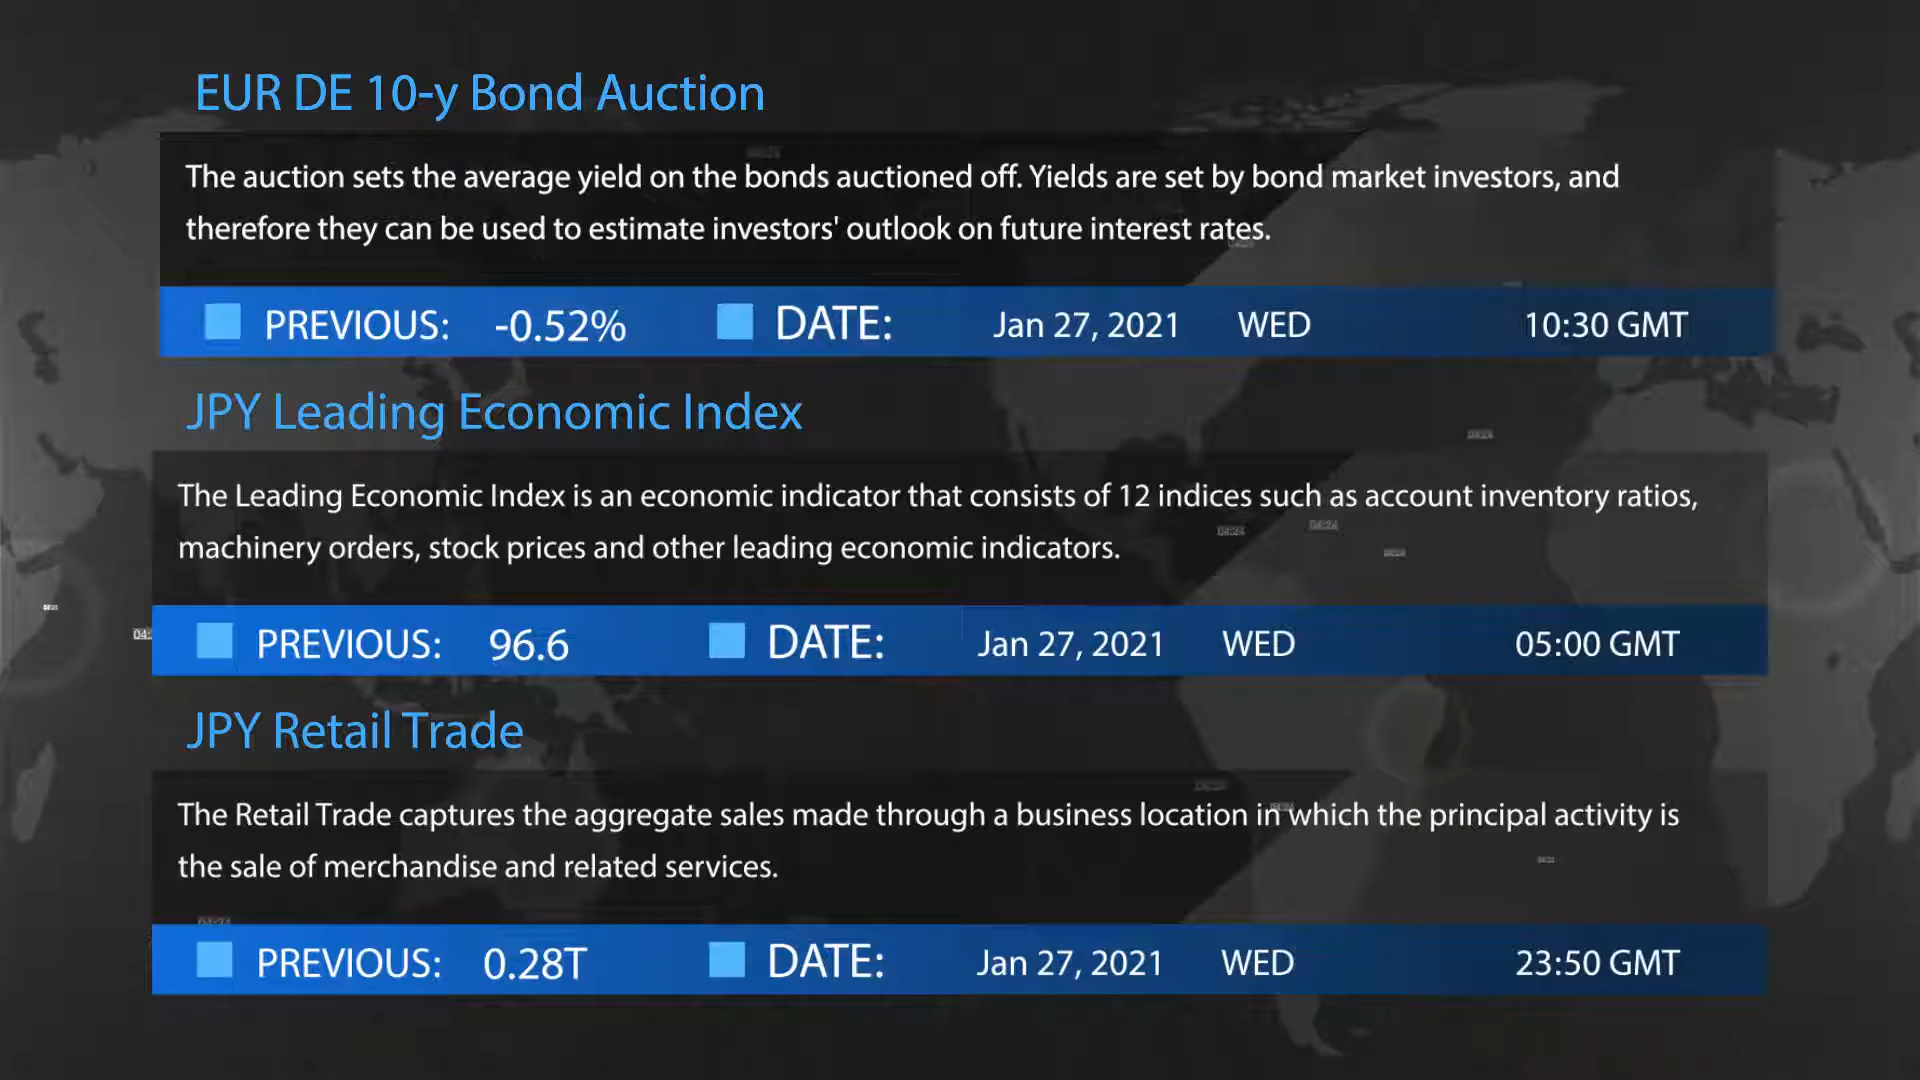 EUR DE 10-y Bond Auction
The auction sets the average yield on the bonds auctioned off. Yields are set by bond market investors, and
therefore they can be used to estimate investors' outlook on future interest rates.
PREVIOUS: -0.52% DATE: Jan 27, 2021 WED 10:30 GMT
JPY Leading Economic Index
The Leading Economic Index is an economic indicator that consists of 12 indices such as account inventory ratios,
machinery orders, stock prices and other leading economic indicators.
PREVIOUS: 96.6 DATE: Jan 27, 2021 WED 05:00 GMT
JPY Retail Trade
The Retail Trade captures the aggregate sales made through a business location in which the principal activity is
the sale of merchandise and related services.
PREVIOUS: 0.28T DATE: Jan 27, 2021 WED 23:50 GMT